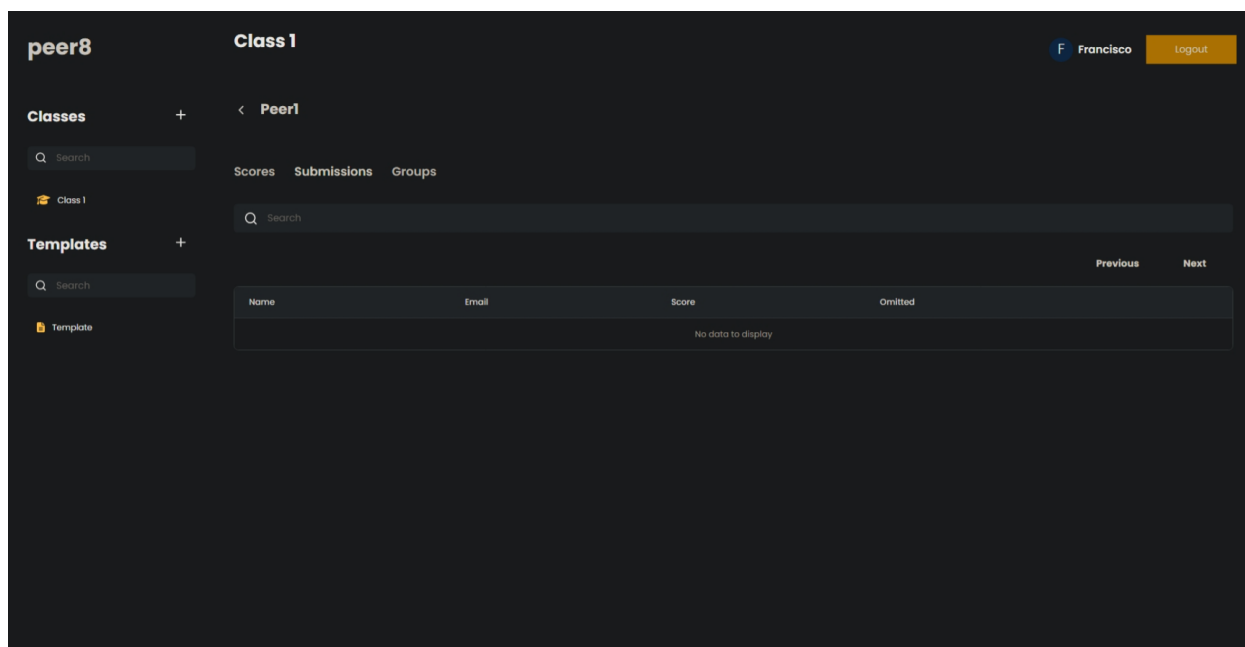 peer8
Class 1
F Francisco
Logout
Classes +
Search
Class 1
Templates +
Search
Template
< Peer1
Scores Submissions Groups
Search
Previous Next
Name Email Score Omitted
No data to display